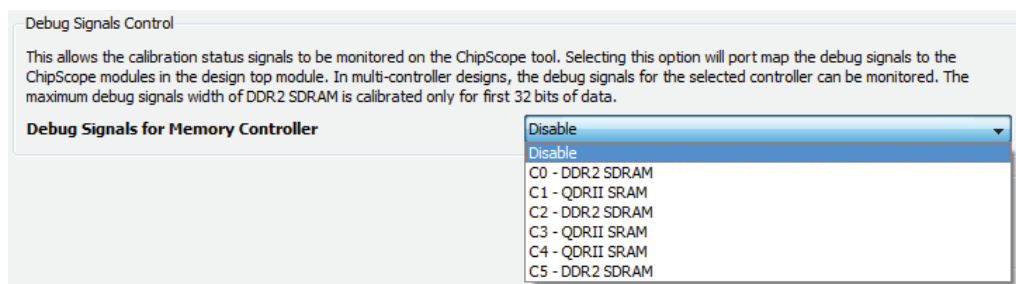 Debug Signals Control
This allows the calibration status signals to be monitored on the ChipScope tool. Selecting this option will port map the debug signals to the
ChipScope modules in the design top module. In multi-controller designs, the debug signals for the selected controller can be monitored. The
maximum debug signals width of DDR2 SDRAM is calibrated only for first 32 bits of data.
Debug Signals for Memory Controller
Disable
Disable
C0 - DDR2 SDRAM
C1 - QDRII SRAM
C2 - DDR2 SDRAM
C3 - QDRII SRAM
C4 - QDRII SRAM
C5 - DDR2 SDRAM